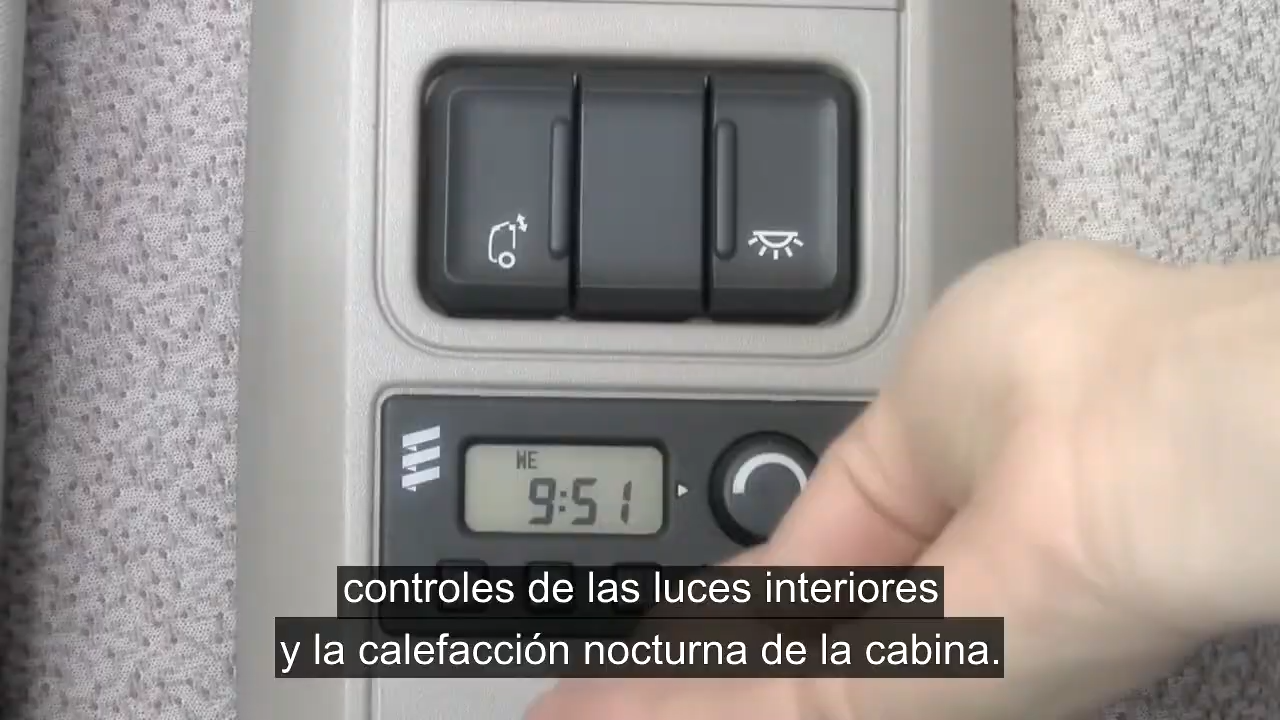 WE
9:51
controles de las luces interiores
y la calefacción nocturna de la cabina.